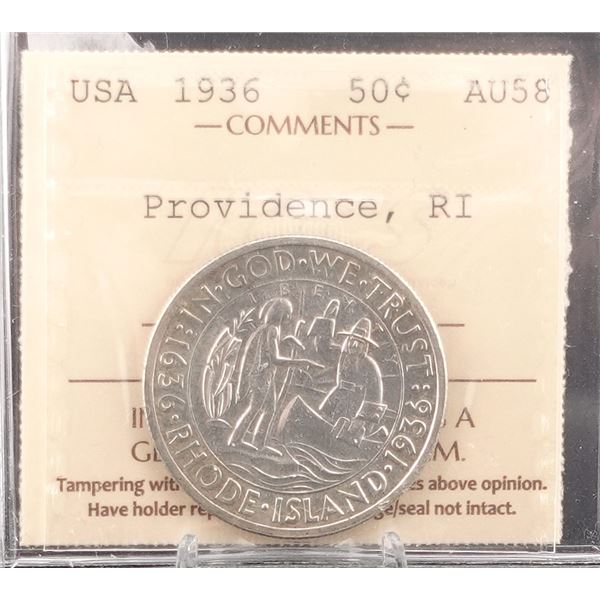 USA 1936 50¢ AU58
—COMMENTS—
Providence, RI
1636:IN·GOD·WE·TRUST:
LIBERTY
·RHODE·ISLAND·1936:
A
M.
Tampering with above opinion.
Have holder seal not intact.